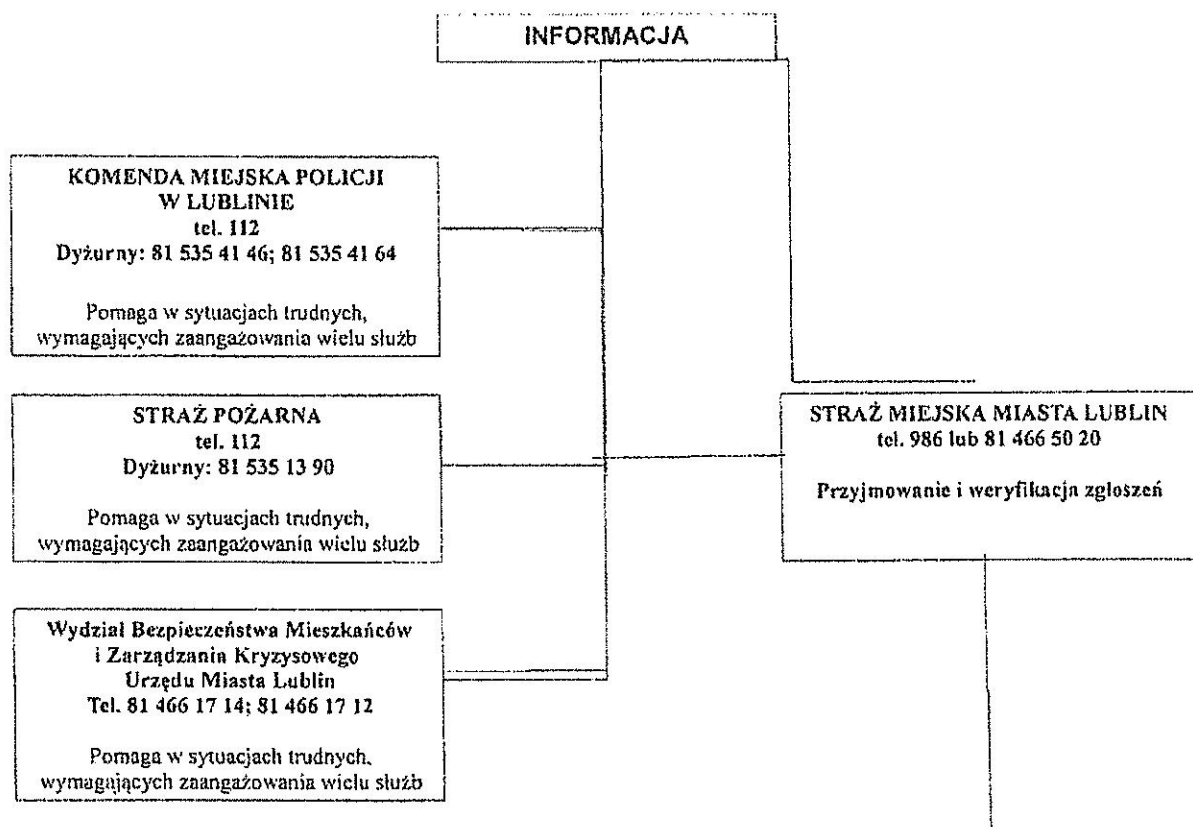 INFORMACJA
KOMENDA MIEJSKA POLICJI
W LUBLINIE
tel. 112
Dyżurny: 81 535 41 46; 81 535 41 64
Pomaga w sytuacjach trudnych,
wymagających zaangażowania wielu służb
STRAŻ POŻARNA
tel. 112
Dyżurny: 81 535 13 90
Pomaga w sytuacjach trudnych,
wymagających zaangażowania wielu służb
Wydział Bezpieczeństwa Mieszkańców
i Zarządzania Kryzysowego
Urzędu Miasta Lublin
Tel. 81 466 17 14; 81 466 17 12
Pomaga w sytuacjach trudnych,
wymagających zaangażowania wielu służb
STRAŻ MIEJSKA MIASTA LUBLIN
tel. 986 lub 81 466 50 20
Przyjmowanie i weryfikacja zgłoszeń